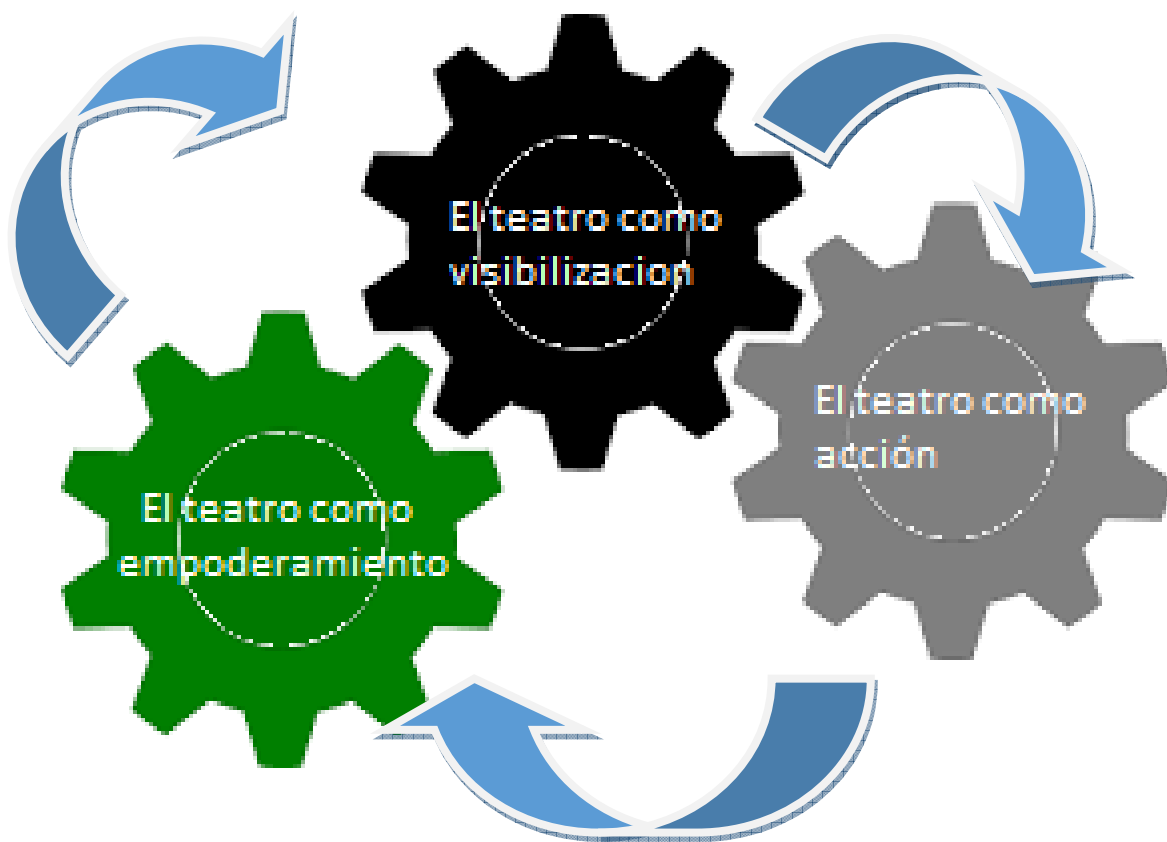 El teatro como
visibilizacion
El teatro como
acción
El teatro como
empoderamiento